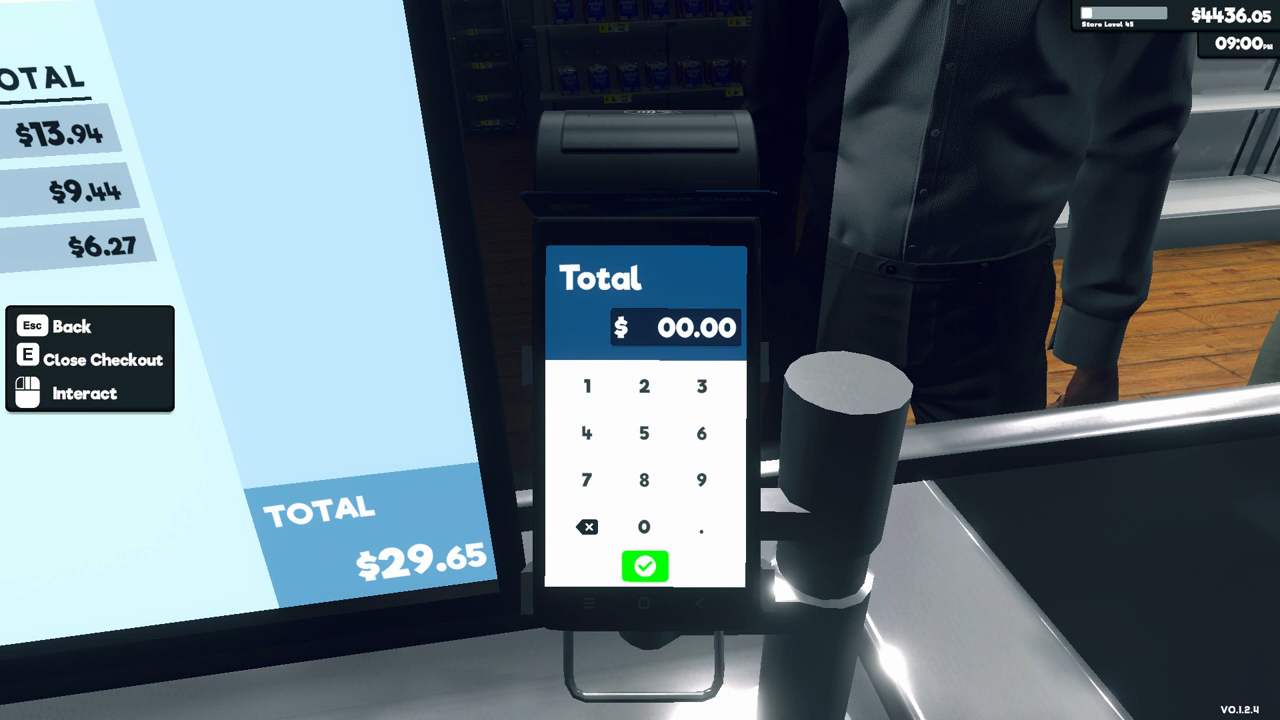 OTAL
$13.94
$9.44
$6.27
Esc Back
E Close Checkout
Interact
TOTAL
$29.65
Total
$ 00.00
1 2 3
4 5 6
7 8 9
0 .
Store Level 45
$4436.05
09:00PM
V0.1.2.4